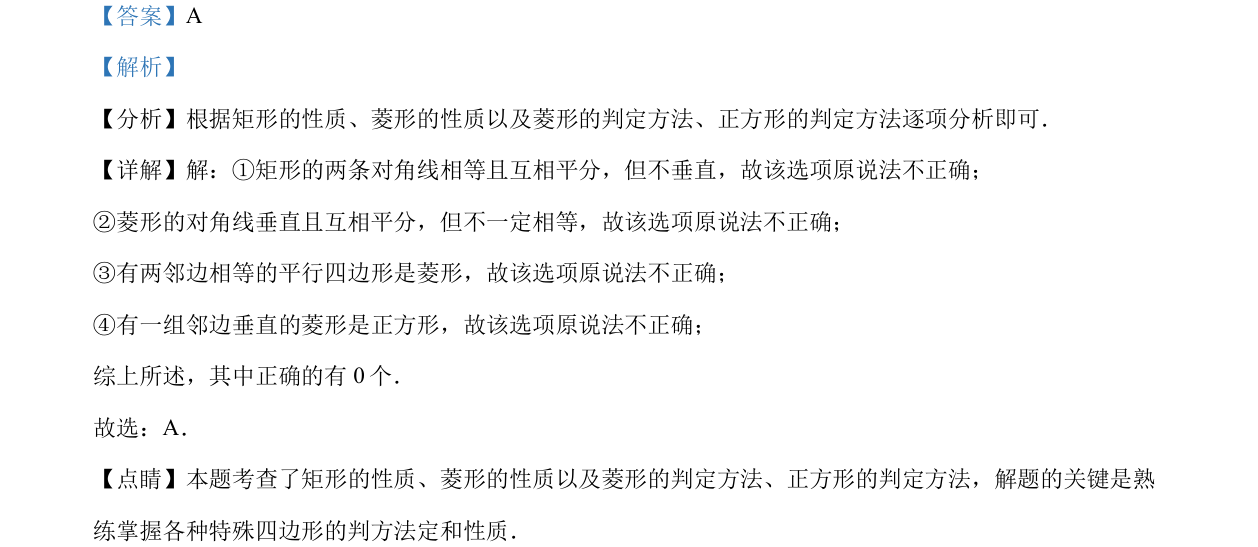 【答案】A
【解析】
【分析】根据矩形的性质、菱形的性质以及菱形的判定方法、正方形的判定方法逐项分析即可．
【详解】解：①矩形的两条对角线相等且互相平分，但不垂直，故该选项原说法不正确；
②菱形的对角线垂直且互相平分，但不一定相等，故该选项原说法不正确；
③有两邻边相等的平行四边形是菱形，故该选项原说法不正确；
④有一组邻边垂直的菱形是正方形，故该选项原说法不正确；
综上所述，其中正确的有 0 个．
故选：A．
【点睛】本题考查了矩形的性质、菱形的性质以及菱形的判定方法、正方形的判定方法，解题的关键是熟
练掌握各种特殊四边形的判方法定和性质．